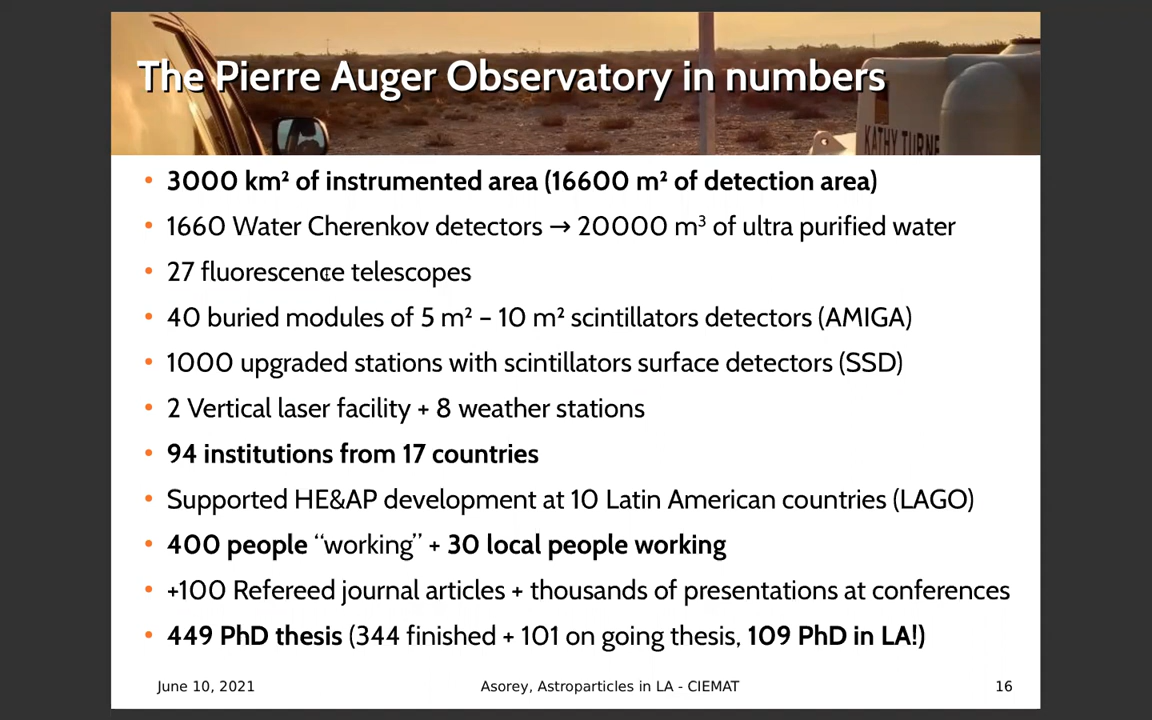 The Pierre Auger Observatory in numbers
KATHY TURNE
• 3000 km² of instrumented area (16600 m² of detection area)
• 1660 Water Cherenkov detectors → 20000 m³ of ultra purified water
• 27 fluorescence telescopes
• 40 buried modules of 5 m² – 10 m² scintillators detectors (AMIGA)
• 1000 upgraded stations with scintillators surface detectors (SSD)
• 2 Vertical laser facility + 8 weather stations
• 94 institutions from 17 countries
• Supported HE&AP development at 10 Latin American countries (LAGO)
• 400 people “working” + 30 local people working
• +100 Refereed journal articles + thousands of presentations at conferences
• 449 PhD thesis (344 finished + 101 on going thesis, 109 PhD in LA!)
June 10, 2021 Asorey, Astroparticles in LA - CIEMAT 16